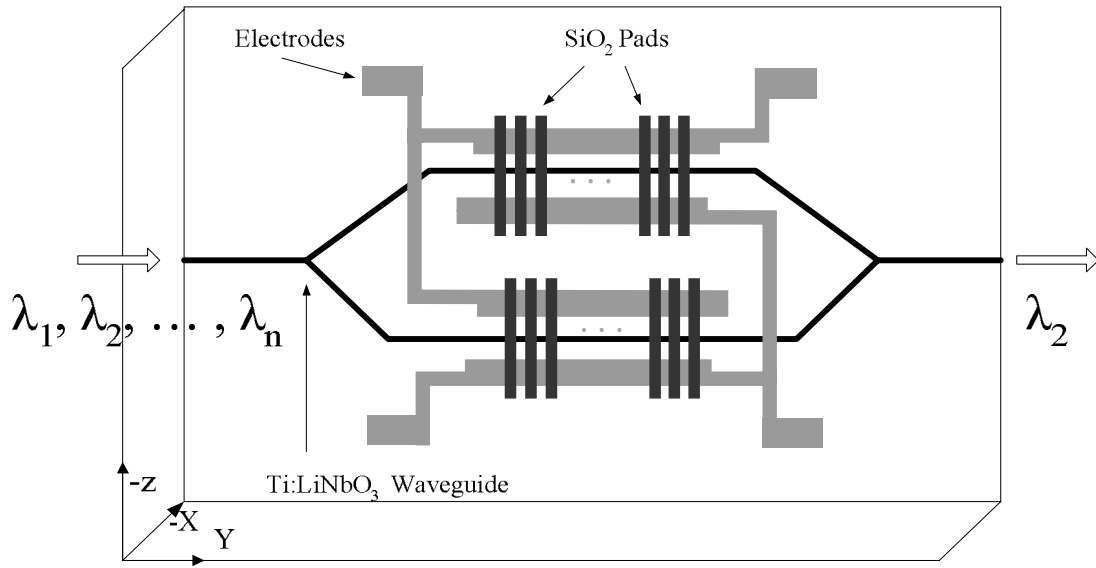 Electrodes
SiO₂ Pads
λ₁, λ₂, … , λₙ
λ₂
Ti:LiNbO₃ Waveguide
-z
-X
Y